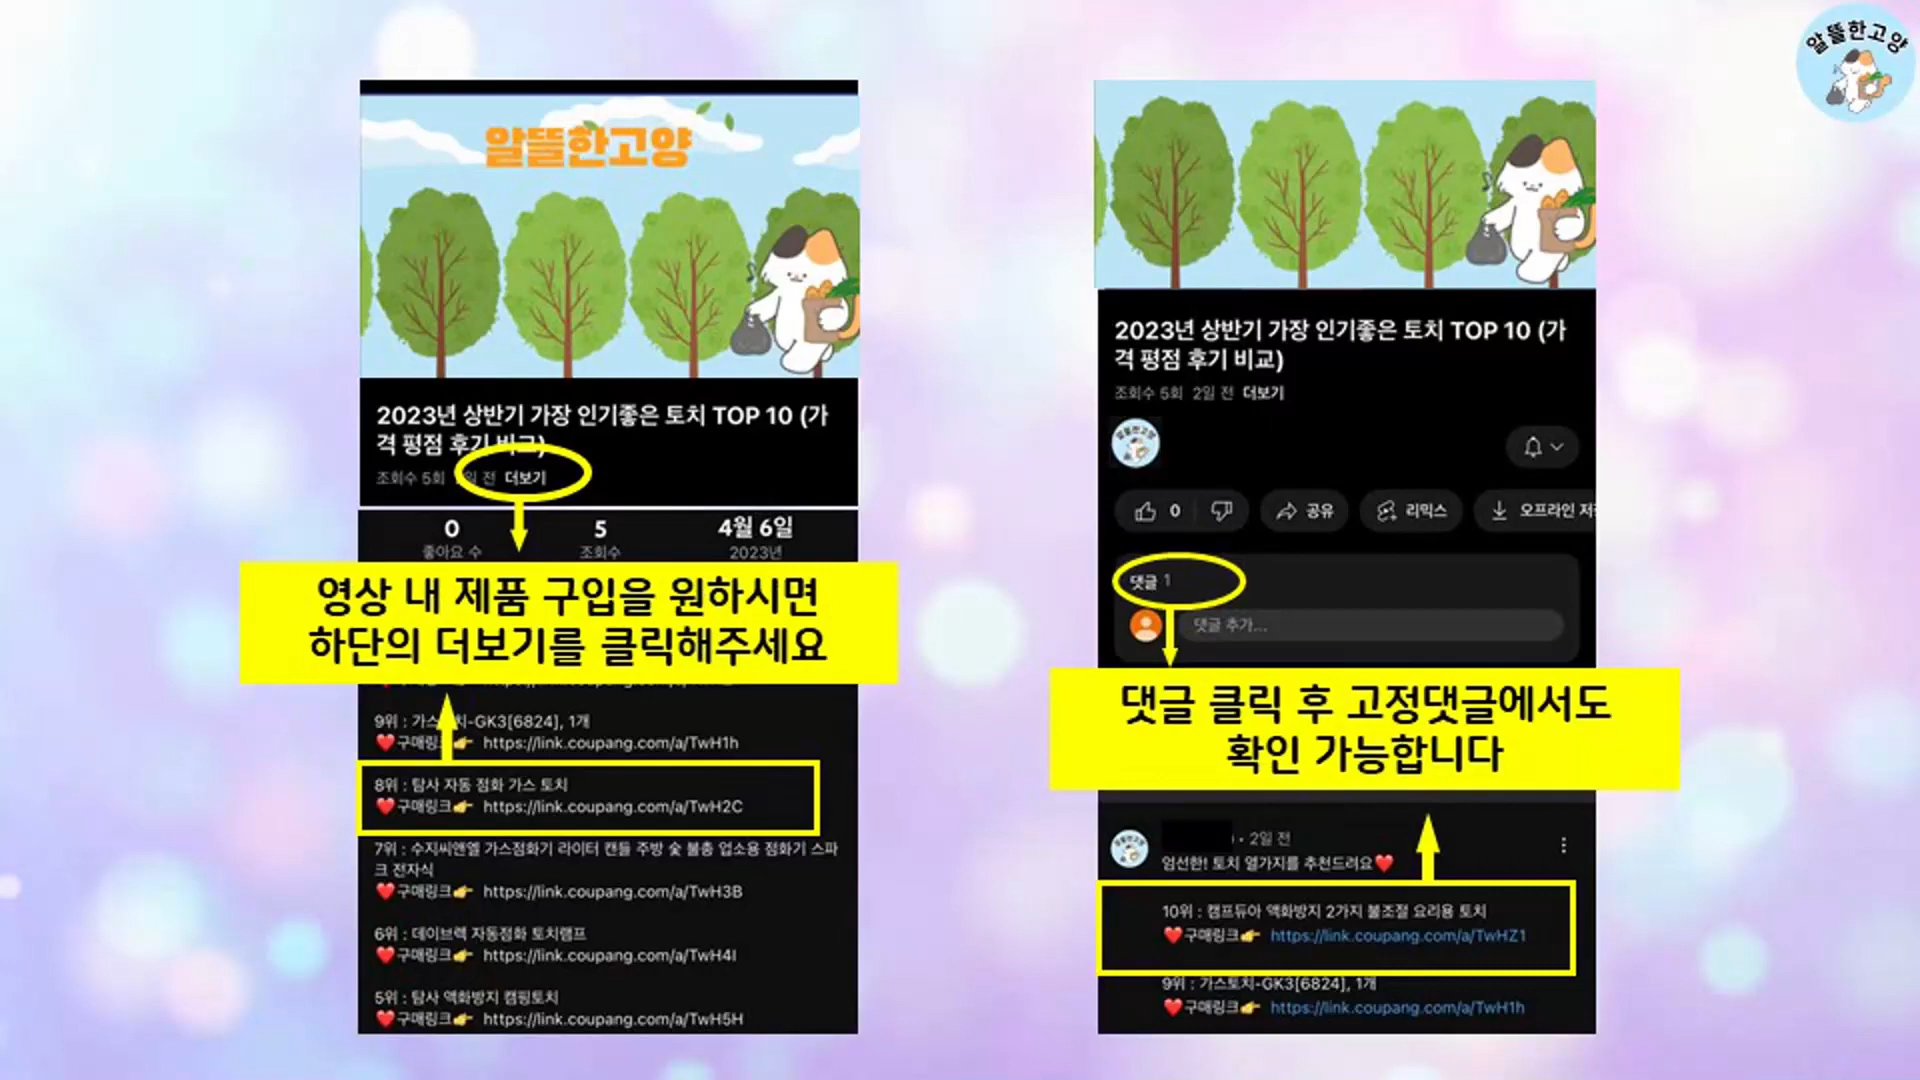 알뜰한고양
알뜰한고양
2023년 상반기 가장 인기좋은 토치 TOP 10 (가
격 평점 후기 비교)
조회수 5회 일 전 더보기
0 5 4월 6일
좋아요 수 조회수 2023년
영상 내 제품 구입을 원하시면
하단의 더보기를 클릭해주세요
9위 : 가스토치-GK3[6824], 1개
❤️구매링크👉 https://link.coupang.com/a/TwH1h
8위 : 탐사 자동 점화 가스 토치
❤️구매링크👉 https://link.coupang.com/a/TwH2C
7위 : 수지씨앤엘 가스점화기 라이터 캔들 주방 숯 불총 업소용 점화기 스파
크 전자식
❤️구매링크👉 https://link.coupang.com/a/TwH3B
6위 : 데이브렉 자동점화 토치램프
❤️구매링크👉 https://link.coupang.com/a/TwH4I
5위 : 탐사 액화방지 캠핑토치
❤️구매링크👉 https://link.coupang.com/a/TwH5H
2023년 상반기 가장 인기좋은 토치 TOP 10 (가
격 평점 후기 비교)
조회수 5회 2일 전 더보기
알뜰한고양
0 공유 리믹스 오프라인 저
댓글 1
댓글 추가...
댓글 클릭 후 고정댓글에서도
확인 가능합니다
알뜰한고양
• 2일 전
엄선한! 토치 열가지를 추천드려요❤️
10위 : 캠프듀아 액화방지 2가지 불조절 요리용 토치
❤️구매링크👉 https://link.coupang.com/a/TwHZ1
9위 : 가스토치-GK3[6824], 1개
❤️구매링크👉 https://link.coupang.com/a/TwH1h